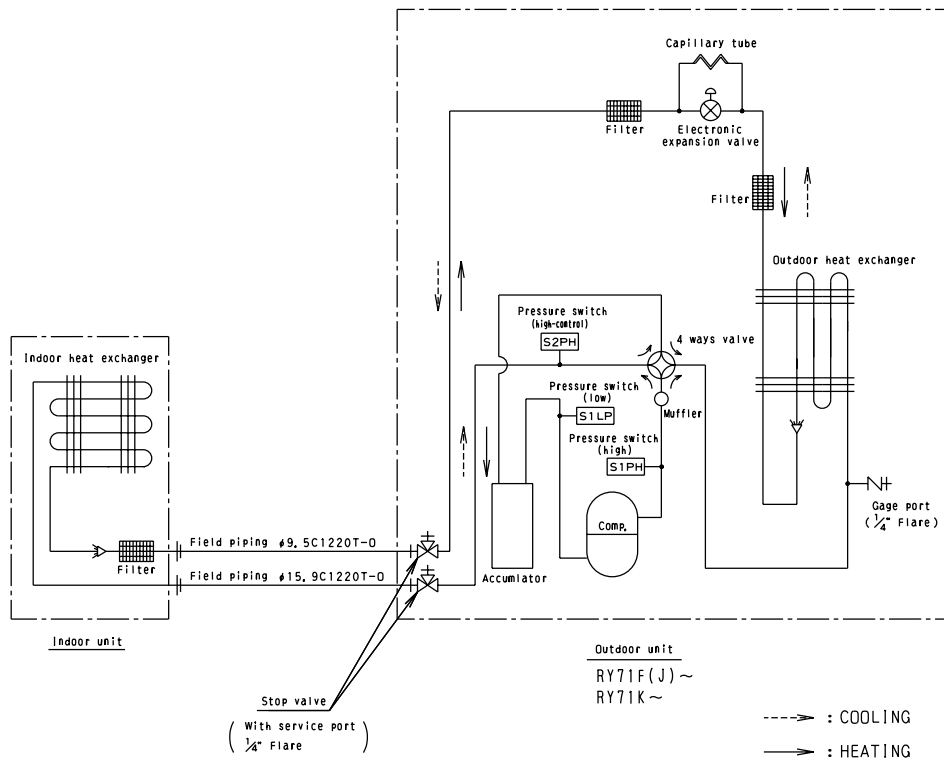 Capillary tube
Filter
Electronic
expansion valve
Filter
Outdoor heat exchanger
Pressure switch
(high-control)
S2PH
4 ways valve
Indoor heat exchanger
Pressure switch
(low)
S1LP
Muffler
Pressure switch
(high)
S1PH
Gage port
(1/4" Flare)
Comp.
Field piping φ9.5C1220T-O
Filter
Field piping φ15.9C1220T-O
Accumlator
Indoor unit
Outdoor unit
RY71F(J)~
RY71K~
Stop valve
(With service port
1/4" Flare)
: COOLING
: HEATING